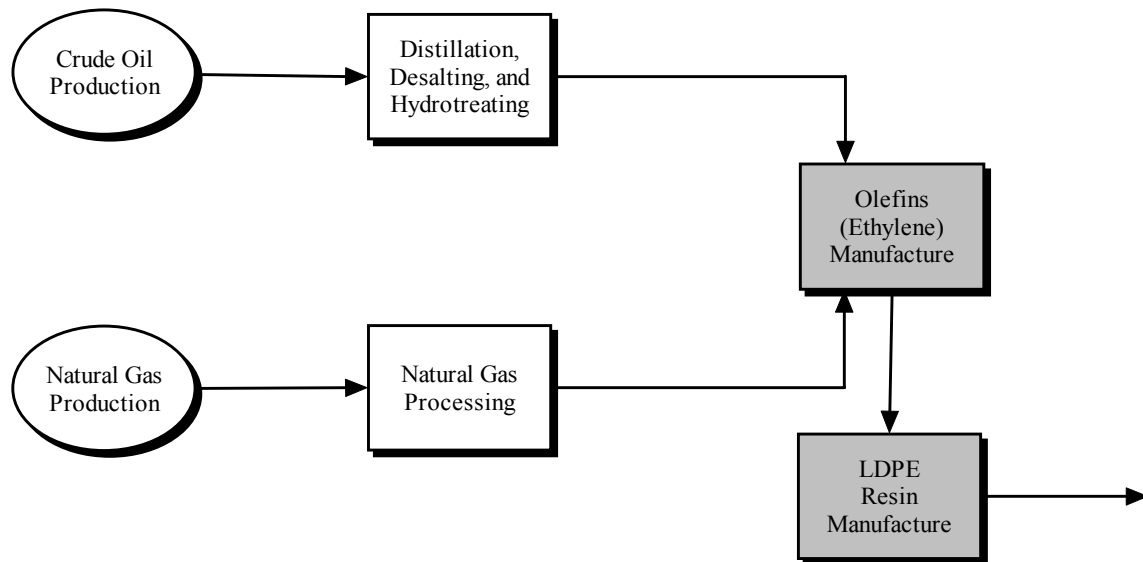 Crude Oil
Production
Distillation,
Desalting, and
Hydrotreating
Olefins
(Ethylene)
Manufacture
Natural Gas
Production
Natural Gas
Processing
LDPE
Resin
Manufacture